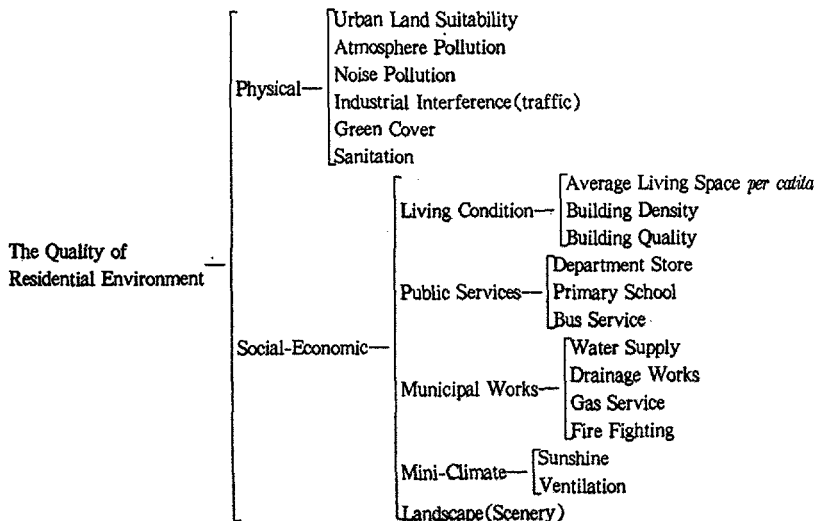 Urban Land Suitability
Atmosphere Pollution
Noise Pollution
Physical
Industrial Interference(traffic)
Green Cover
Sanitation
Average Living Space per catita
Living Condition
Building Density
Building Quality
The Quality of
Residential Environment
Department Store
Public Services
Primary School
Bus Service
Social-Economic
Water Supply
Drainage Works
Municipal Works
Gas Service
Fire Fighting
Sunshine
Mini-Climate
Ventilation
Landscape(Scenery)